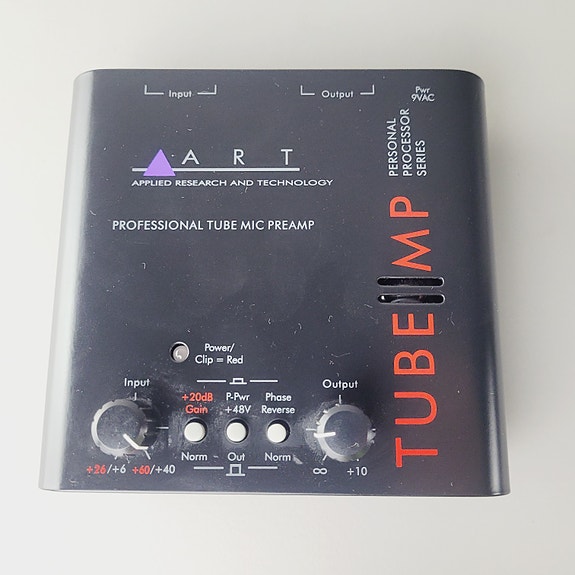 Input
Output
Pwr
9VAC
ART
APPLIED RESEARCH AND TECHNOLOGY
PERSONAL
PROCESSOR
SERIES
PROFESSIONAL TUBE MIC PREAMP
TUBE MP
Power/
Clip = Red
Input
+20dB
Gain
P-Pwr
+48V
Phase
Reverse
Output
Norm
Out
Norm
+26/+6
+60/+40
∞
+10